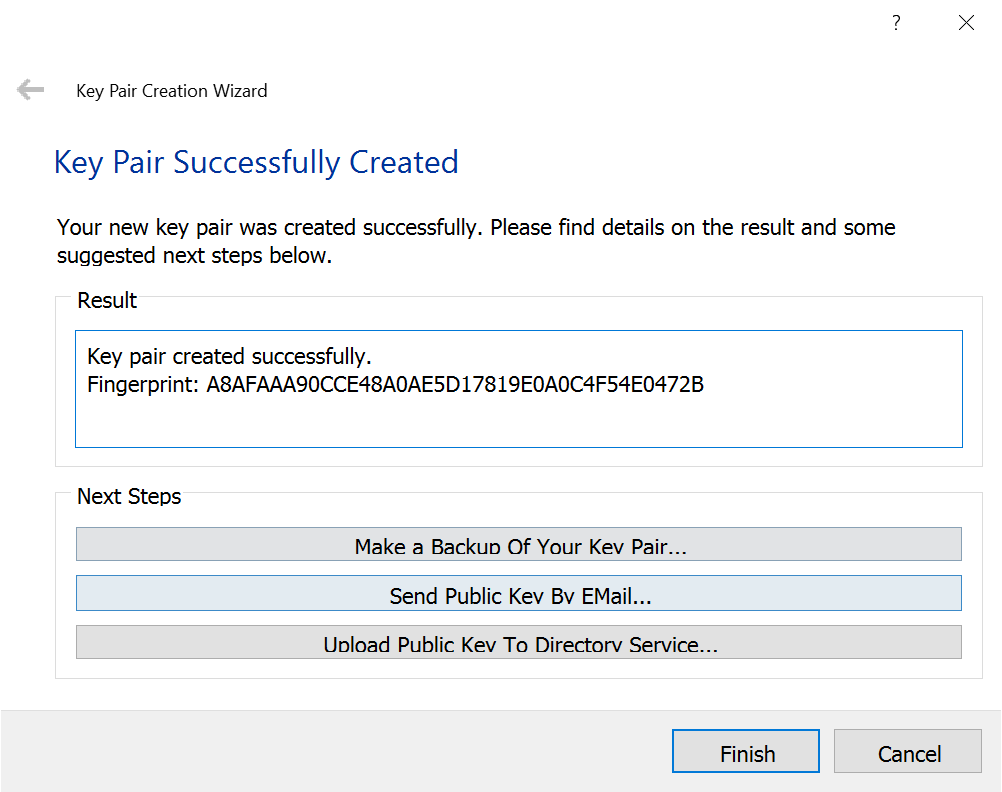 ?
Key Pair Creation Wizard
Key Pair Successfully Created
Your new key pair was created successfully. Please find details on the result and some
suggested next steps below.
Result
Key pair created successfully.
Fingerprint: A8AFAAA90CCE48A0AE5D17819E0A0C4F54E0472B
Next Steps
Make a Backup Of Your Key Pair...
Send Public Key By EMail...
Upload Public Key To Directory Service...
Finish
Cancel